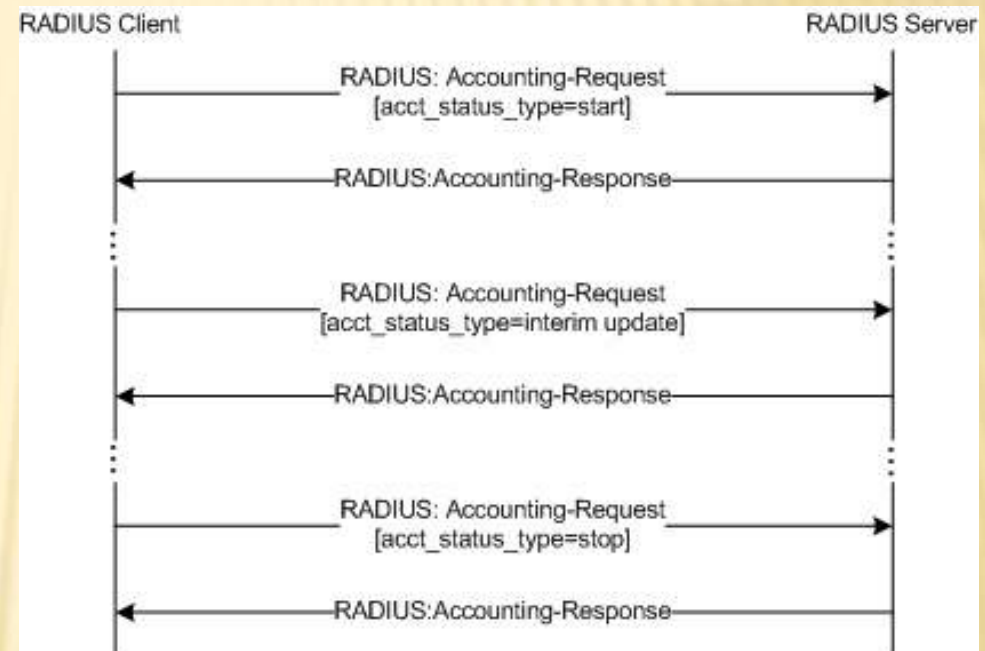 RADIUS Client
RADIUS Server
RADIUS: Accounting-Request
[acct_status_type=start]
RADIUS:Accounting-Response
RADIUS: Accounting-Request
[acct_status_type=interim update]
RADIUS:Accounting-Response
RADIUS: Accounting-Request
[acct_status_type=stop]
RADIUS:Accounting-Response